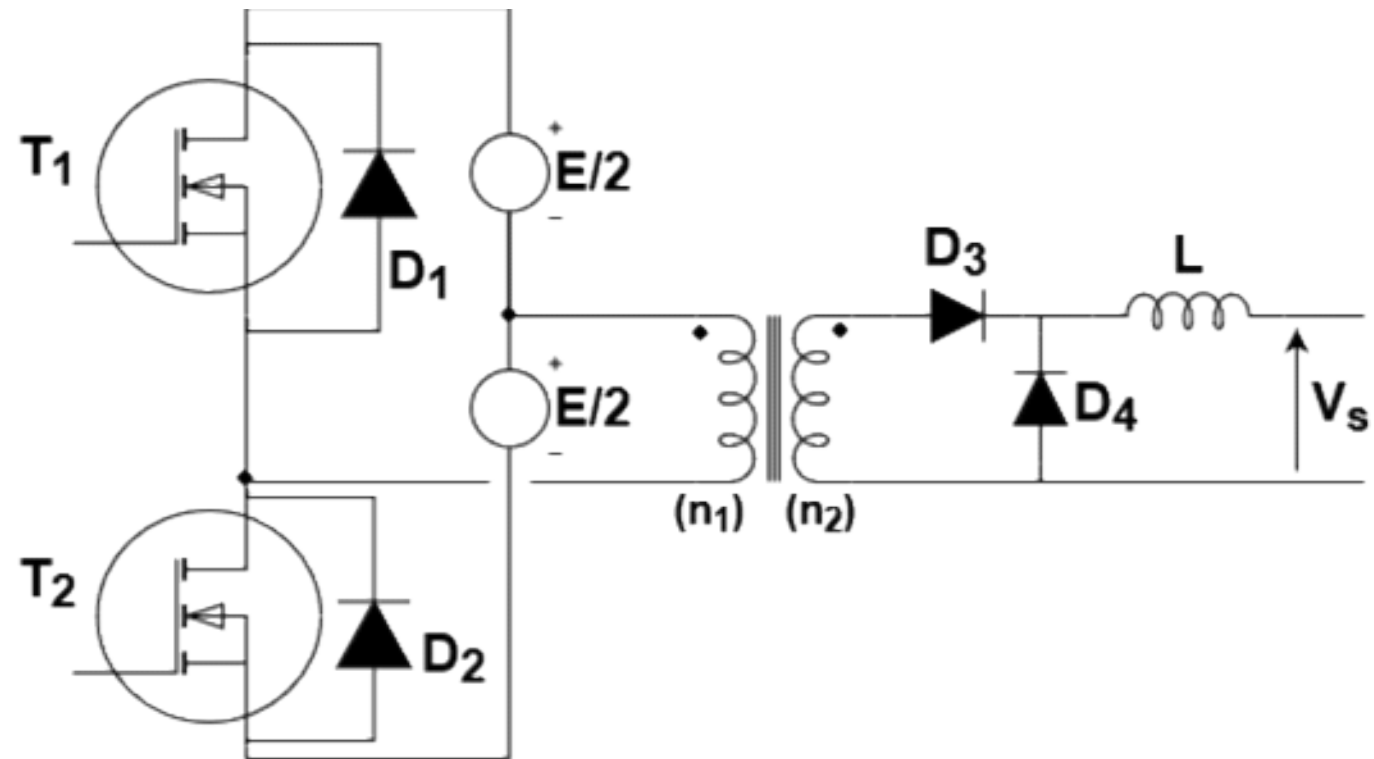 T1
D1
+
E/2
−
D3
L
+
E/2
−
D4
Vs
(n1) (n2)
T2
D2